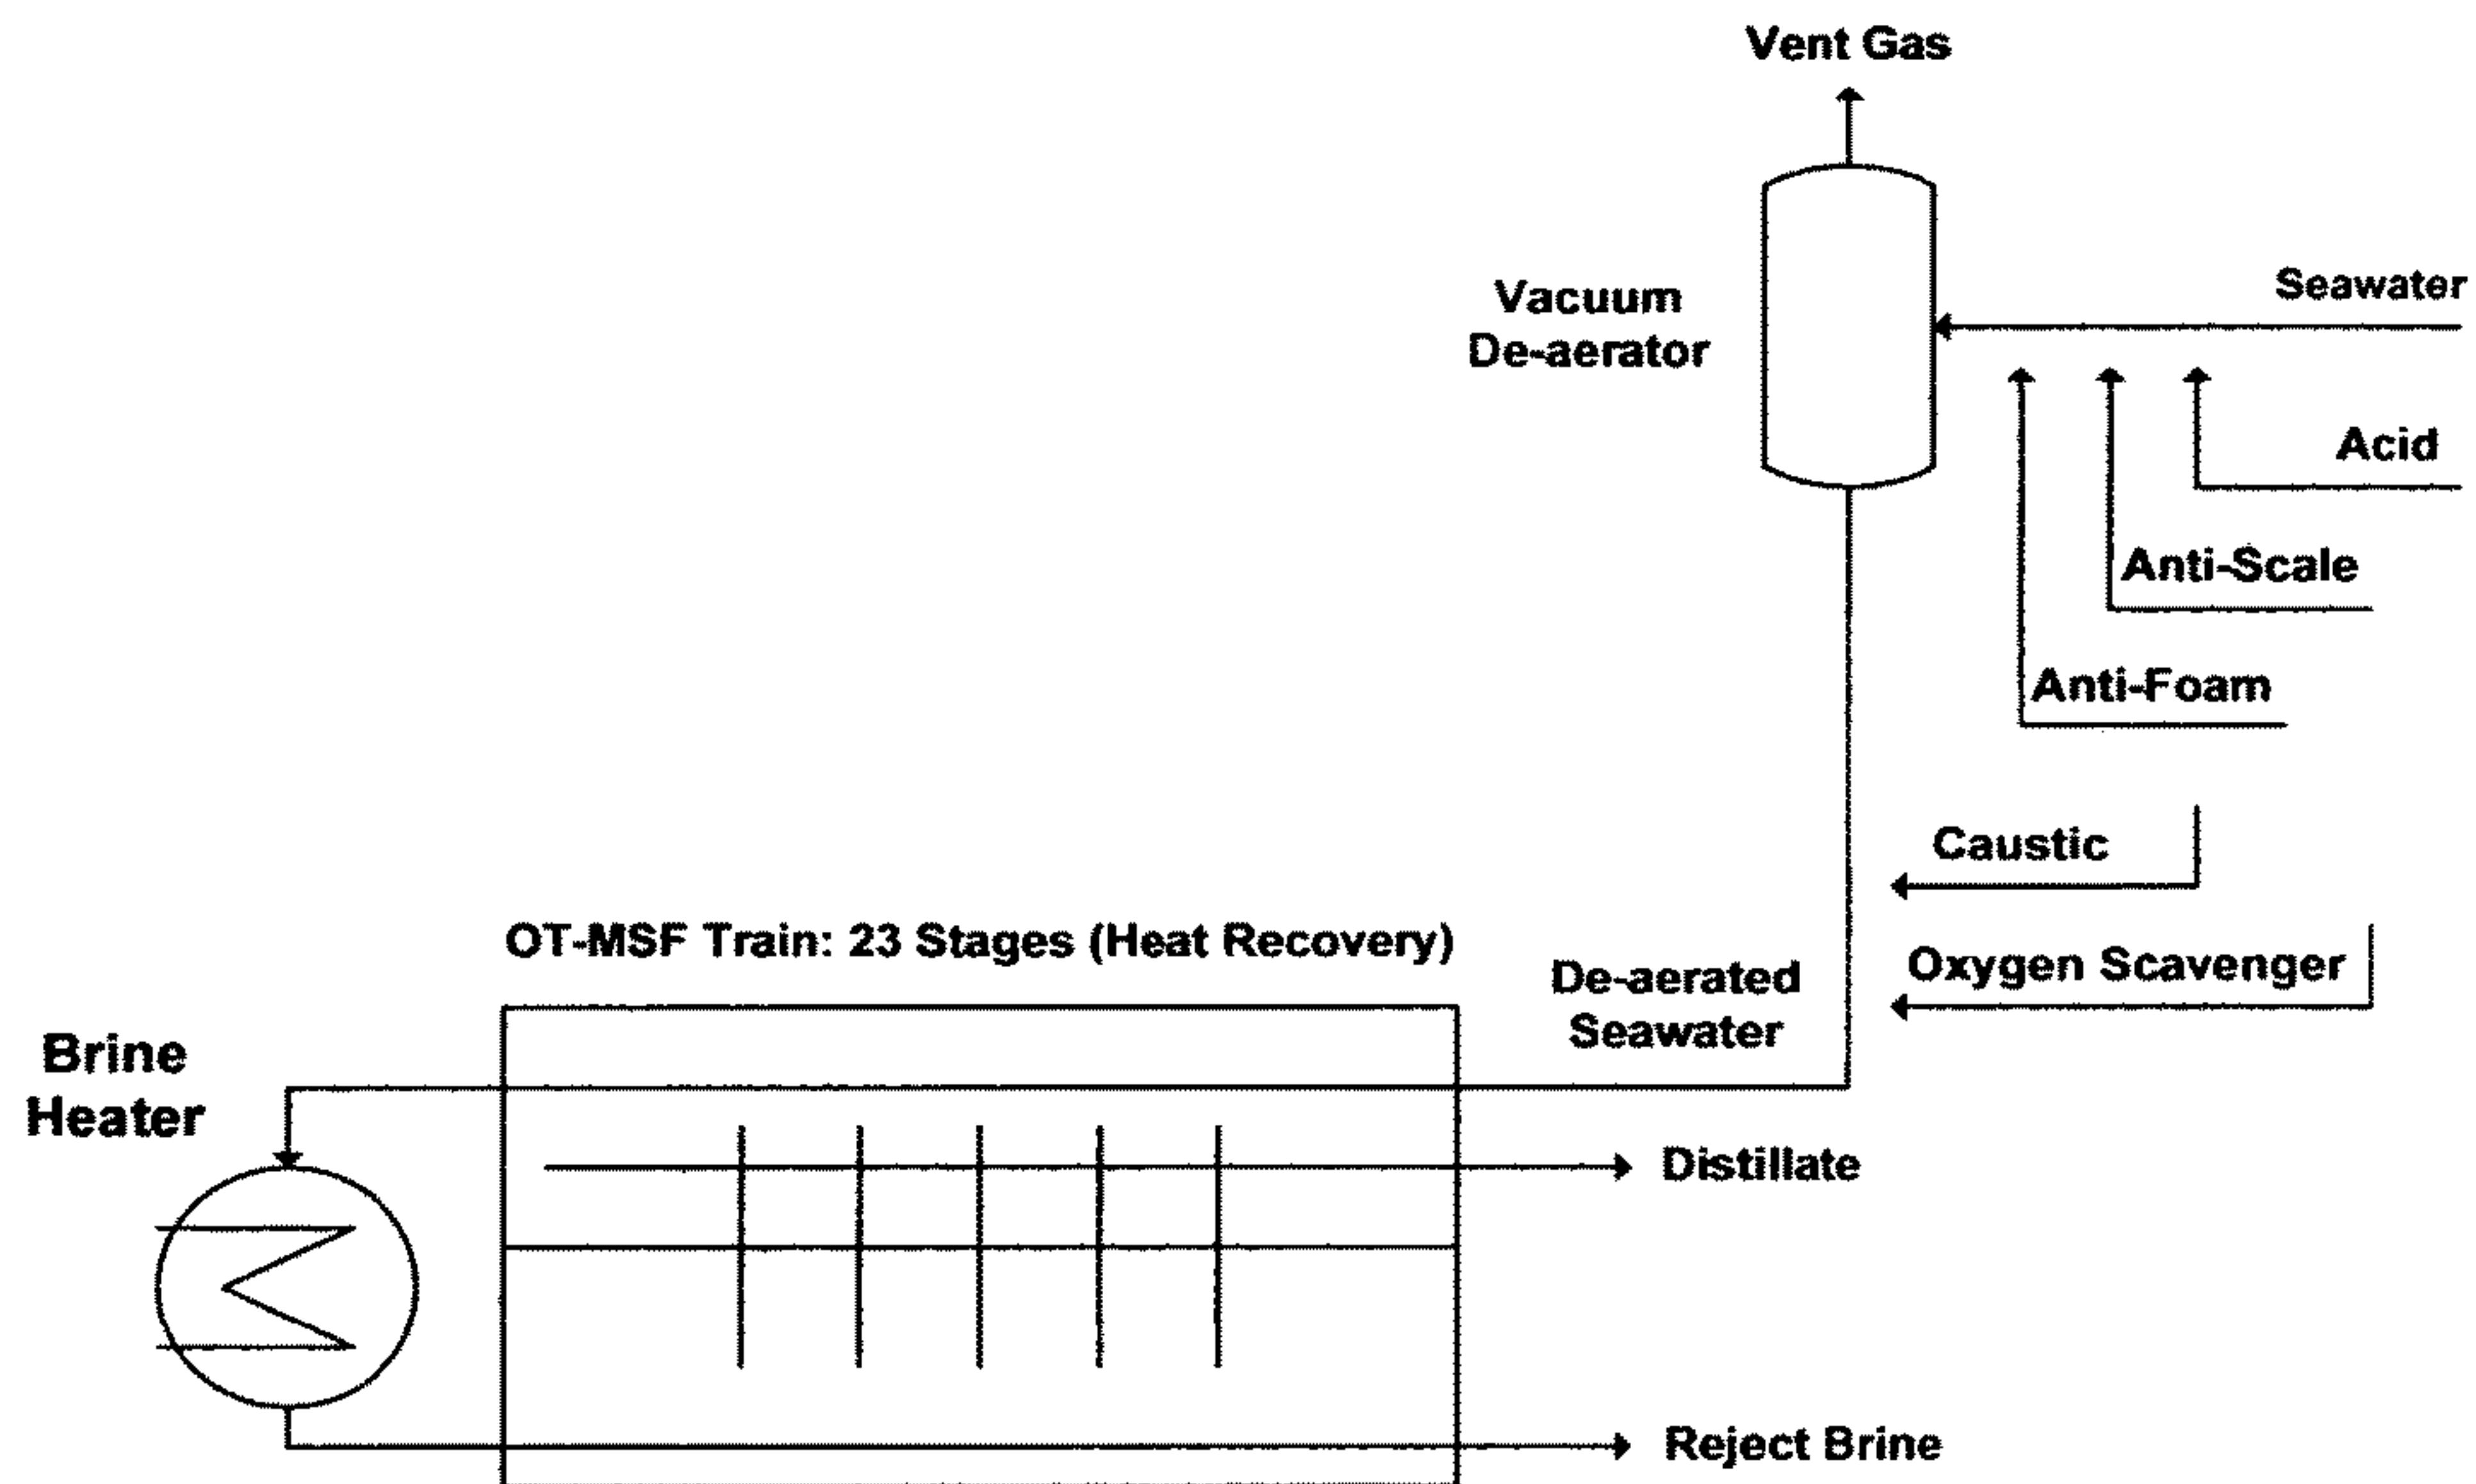 Vent Gas
Seawater
Vacuum
De-aerator
Acid
Anti-Scale
Anti-Foam
Caustic
OT-MSF Train: 23 Stages (Heat Recovery)
Oxygen Scavenger
De-aerated
Seawater
Brine
Heater
Distillate
Reject Brine